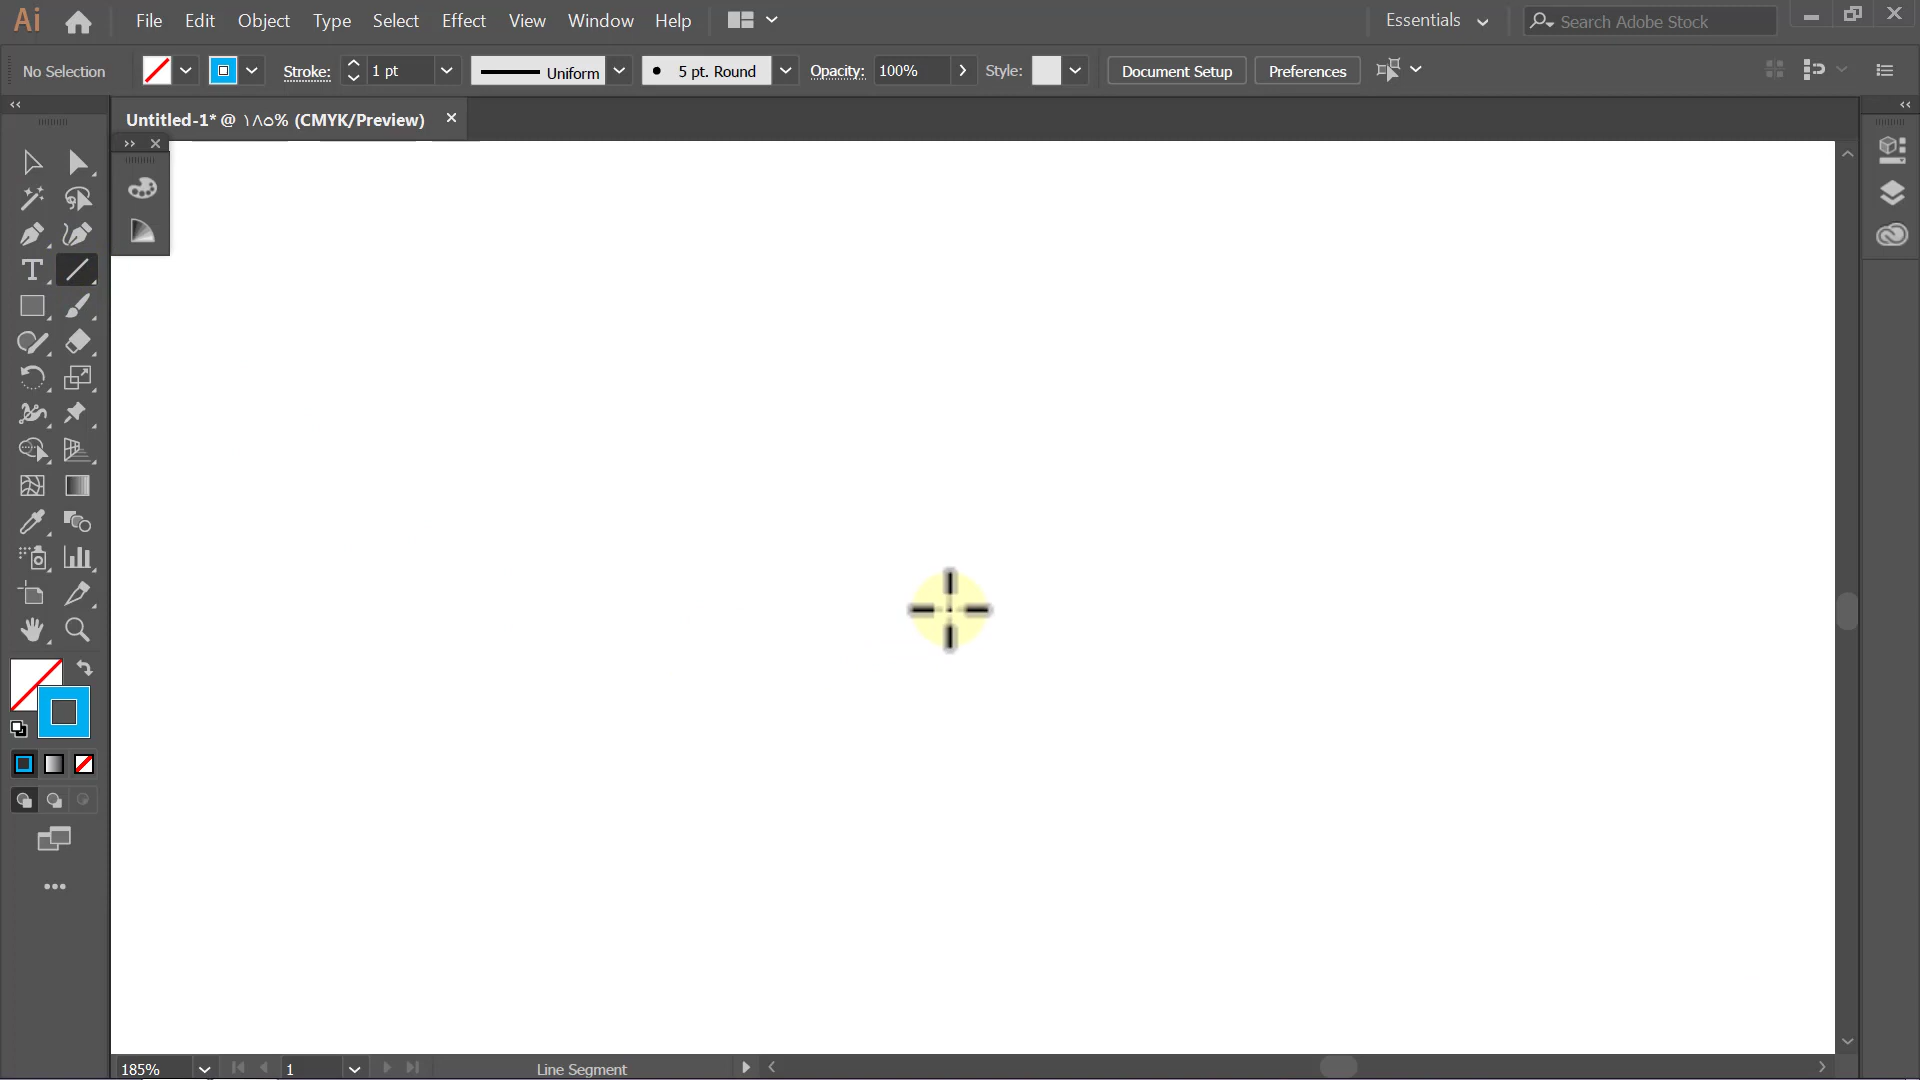 Ai File Edit Object Type Select Effect View Window Help Essentials Search Adobe Stock
No Selection Stroke: 1 pt Uniform 5 pt. Round Opacity: 100% Style: Document Setup Preferences
Untitled-1* @ ١٨٥% (CMYK/Preview)
185% 1 Line Segment